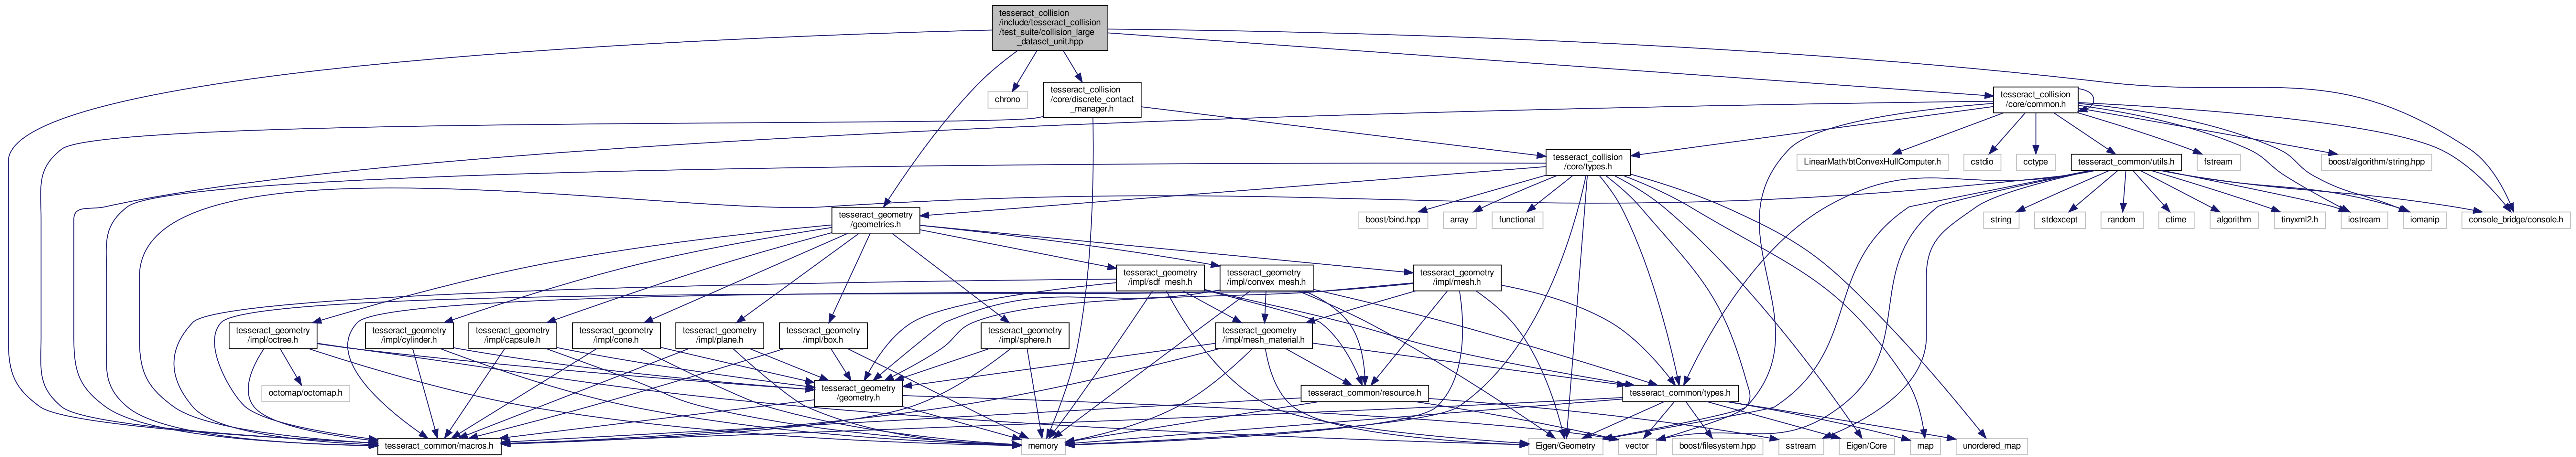 tesseract_collision
/include/tesseract_collision
/test_suite/collision_large
_dataset_unit.hpp
chrono
tesseract_collision
/core/discrete_contact
_manager.h
tesseract_collision
/core/common.h
tesseract_collision
/core/types.h
LinearMath/btConvexHullComputer.h
cstdio
cctype
tesseract_common/utils.h
fstream
boost/algorithm/string.hpp
tesseract_geometry
/geometries.h
boost/bind.hpp
array
functional
string
stdexcept
random
ctime
algorithm
tinyxml2.h
iostream
iomanip
console_bridge/console.h
tesseract_geometry
/impl/sdf_mesh.h
tesseract_geometry
/impl/convex_mesh.h
tesseract_geometry
/impl/mesh.h
tesseract_geometry
/impl/octree.h
tesseract_geometry
/impl/cylinder.h
tesseract_geometry
/impl/capsule.h
tesseract_geometry
/impl/cone.h
tesseract_geometry
/impl/plane.h
tesseract_geometry
/impl/box.h
tesseract_geometry
/impl/sphere.h
tesseract_geometry
/impl/mesh_material.h
octomap/octomap.h
tesseract_geometry
/geometry.h
tesseract_common/resource.h
tesseract_common/types.h
tesseract_common/macros.h
memory
Eigen/Geometry
vector
boost/filesystem.hpp
sstream
Eigen/Core
map
unordered_map